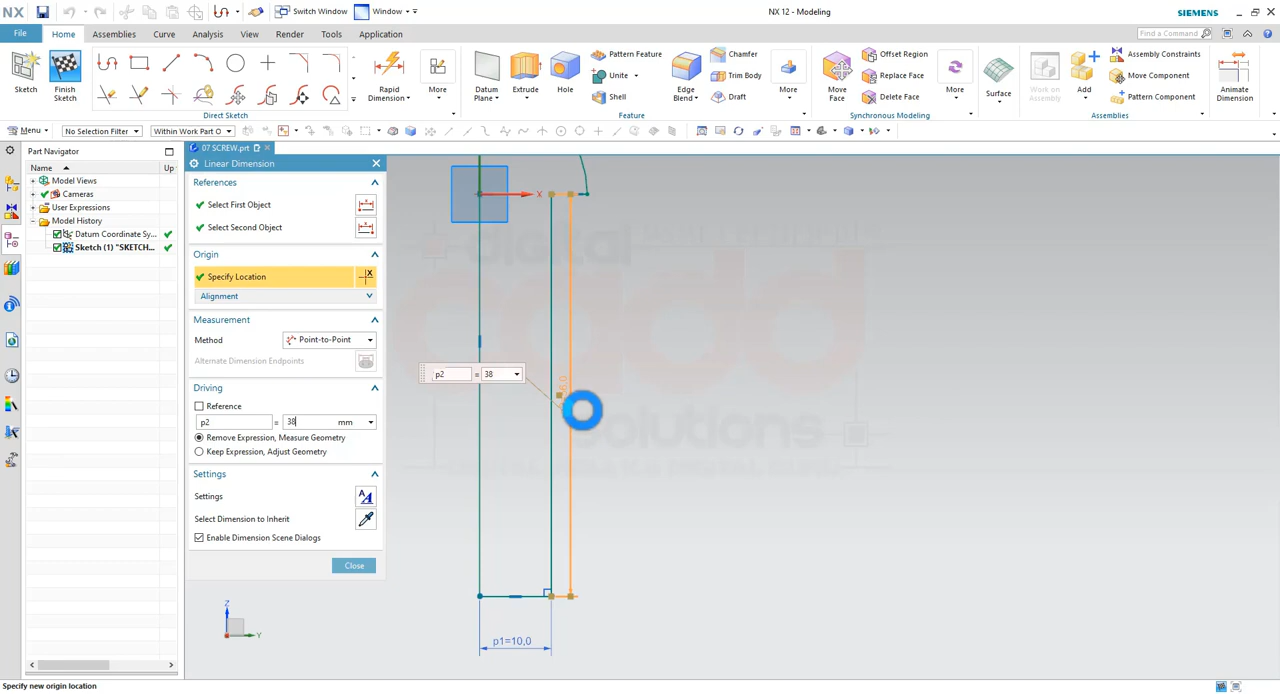 NX
Switch Window
Window
NX 12 - Modeling
SIEMENS
File
Home
Assemblies
Curve
Analysis
View
Render
Tools
Application
Find a Command
Sketch
Finish Sketch
Rapid Dimension
More
Direct Sketch
Datum Plane
Extrude
Hole
Pattern Feature
Unite
Shell
Edge Blend
Chamfer
Trim Body
Draft
More
Feature
Move Face
Offset Region
Replace Face
Delete Face
More
Synchronous Modeling
Surface
Work on Assembly
Add
Assembly Constraints
Move Component
Pattern Component
Assemblies
Animate Dimension
Menu
No Selection Filter
Within Work Part O
Part Navigator
Name
Up
Model Views
Cameras
User Expressions
Model History
Datum Coordinate Sy...
Sketch (1) "SKETCH...
07 SCREW.prt
Linear Dimension
References
Select First Object
Select Second Object
Origin
Specify Location
Alignment
Measurement
Method
Point-to-Point
Alternate Dimension Endpoints
Driving
Reference
p2 = 38 mm
Remove Expression, Measure Geometry
Keep Expression, Adjust Geometry
Settings
Settings
Select Dimension to Inherit
Enable Dimension Scene Dialogs
Close
X
digital
cadd
solutions
p2 = 38
p1=10,0
Z
Y
Specify new origin location